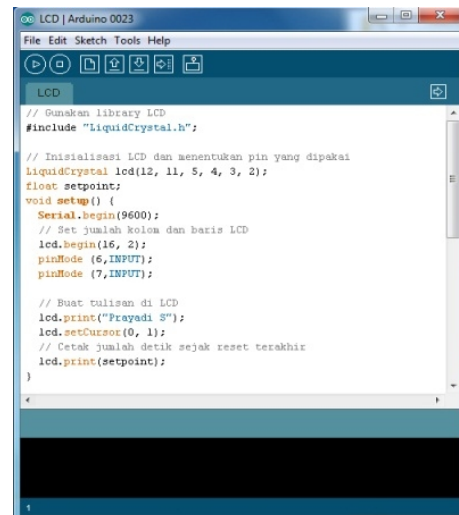 LCD | Arduino 0023
File Edit Sketch Tools Help
LCD
// Gunakan library LCD
#include "LiquidCrystal.h";
// Inisialisasi LCD dan menentukan pin yang dipakai
LiquidCrystal lcd(12, 11, 5, 4, 3, 2);
float setpoint;
void setup() {
Serial.begin(9600);
// Set jumlah kolom dan baris LCD
lcd.begin(16, 2);
pinMode (6,INPUT);
pinMode (7,INPUT);
// Buat tulisan di LCD
lcd.print("Prayadi S");
lcd.setCursor(0, 1);
// Cetak jumlah detik sejak reset terakhir
lcd.print(setpoint);
}
1